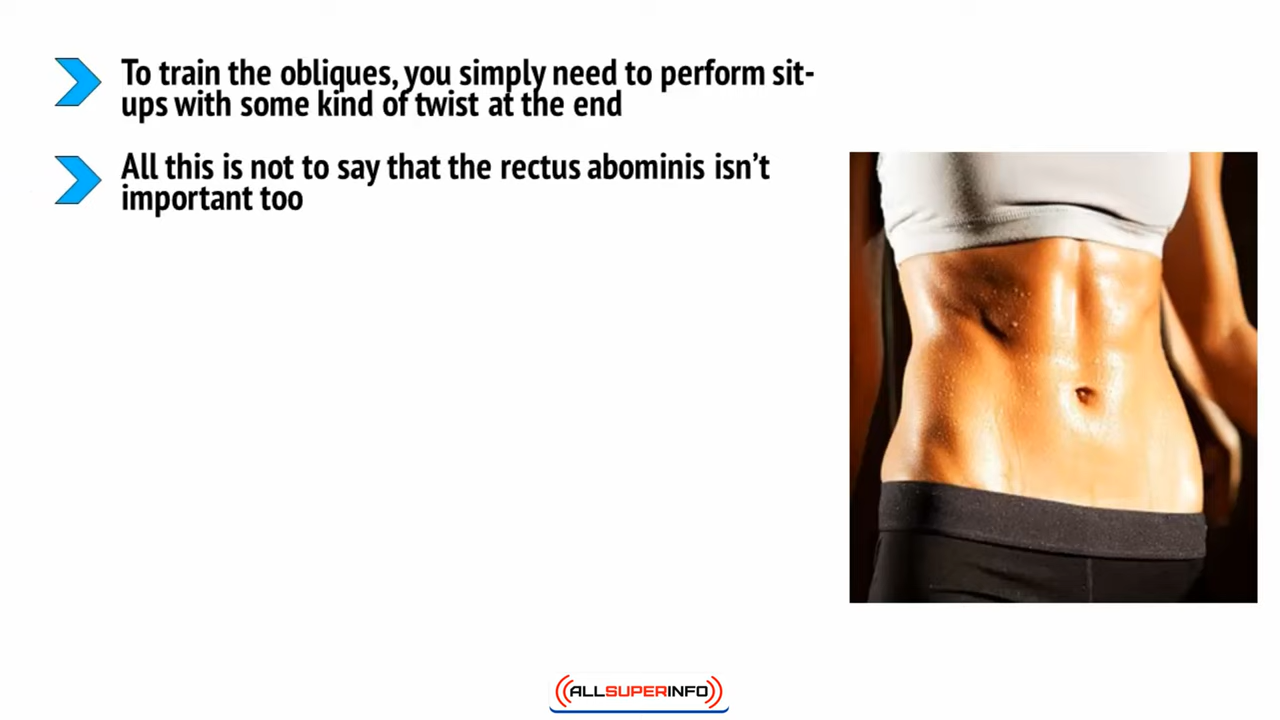 To train the obliques, you simply need to perform sit-
ups with some kind of twist at the end
All this is not to say that the rectus abominis isn't
important too
ALLSUPERINFO